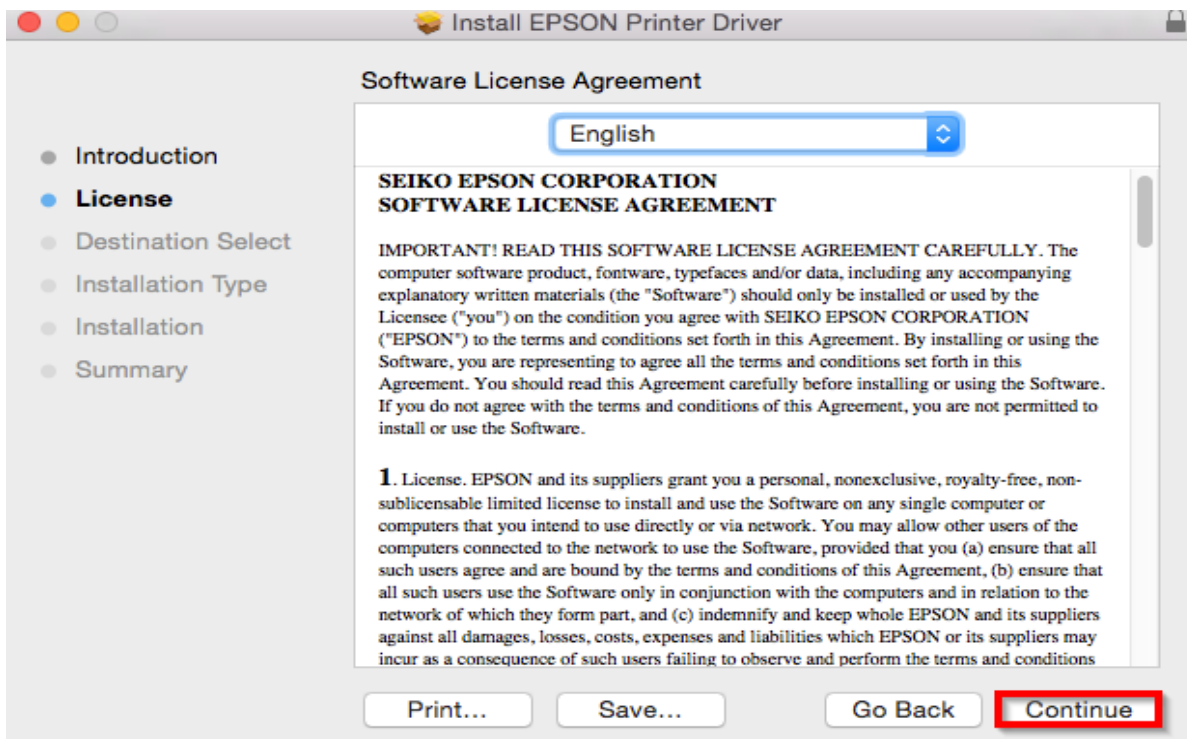 Install EPSON Printer Driver
Software License Agreement
English
Introduction
License
Destination Select
Installation Type
Installation
Summary
SEIKO EPSON CORPORATION
SOFTWARE LICENSE AGREEMENT
IMPORTANT! READ THIS SOFTWARE LICENSE AGREEMENT CAREFULLY. The
computer software product, fontware, typefaces and/or data, including any accompanying
explanatory written materials (the "Software") should only be installed or used by the
Licensee ("you") on the condition you agree with SEIKO EPSON CORPORATION
("EPSON") to the terms and conditions set forth in this Agreement. By installing or using the
Software, you are representing to agree all the terms and conditions set forth in this
Agreement. You should read this Agreement carefully before installing or using the Software.
If you do not agree with the terms and conditions of this Agreement, you are not permitted to
install or use the Software.
1. License. EPSON and its suppliers grant you a personal, nonexclusive, royalty-free, non-
sublicensable limited license to install and use the Software on any single computer or
computers that you intend to use directly or via network. You may allow other users of the
computers connected to the network to use the Software, provided that you (a) ensure that all
such users agree and are bound by the terms and conditions of this Agreement, (b) ensure that
all such users use the Software only in conjunction with the computers and in relation to the
network of which they form part, and (c) indemnify and keep whole EPSON and its suppliers
against all damages, losses, costs, expenses and liabilities which EPSON or its suppliers may
incur as a consequence of such users failing to observe and perform the terms and conditions
Print...
Save...
Go Back
Continue